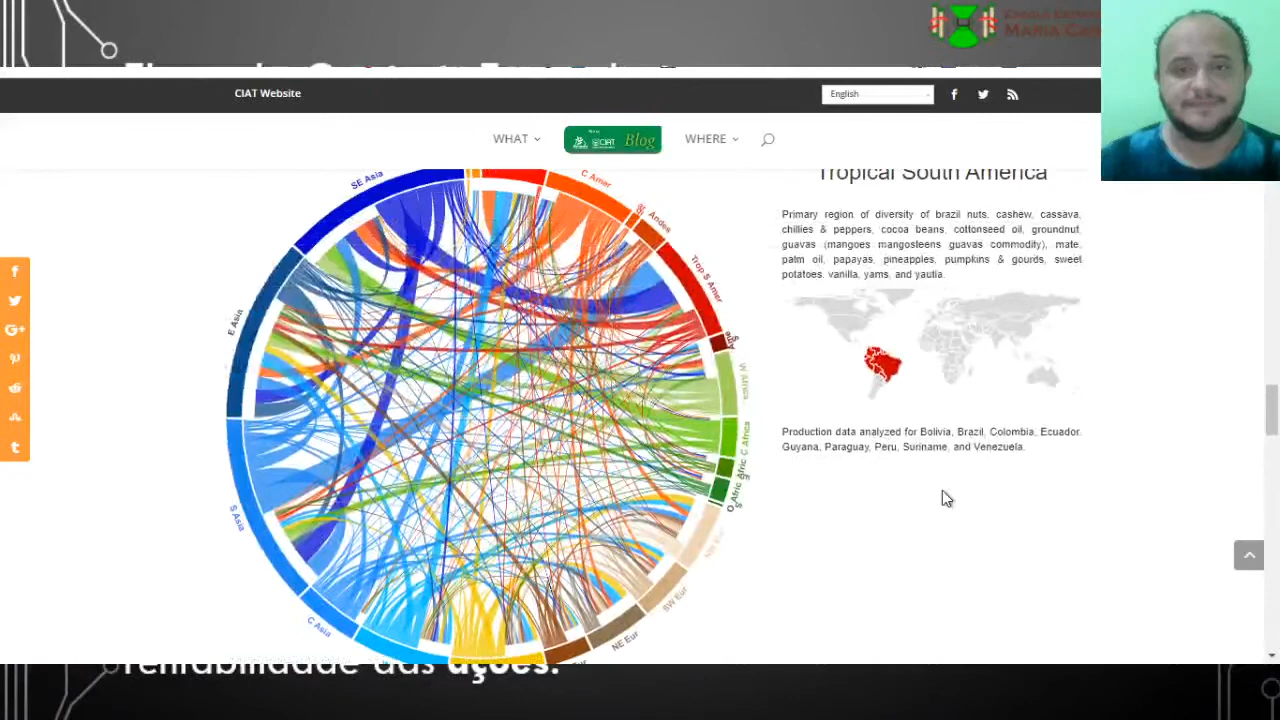 MARIA
CIAT Website
English
WHAT
CIAT Blog
WHERE
Tropical South America
Primary region of diversity of brazil nuts, cashew, cassava,
chillies & peppers, cocoa beans, cottonseed oil, groundnut,
guavas (mangoes mangosteens guavas commodity), mate,
palm oil, papayas, pineapples, pumpkins & gourds, sweet
potatoes, vanilla, yams, and yautia.
Production data analyzed for Bolivia, Brazil, Colombia, Ecuador,
Guyana, Paraguay, Peru, Suriname, and Venezuela.
SE Asia
C Amer
Andes
Trop S Amer
E Asia
W Africa
C Africa
S Asia
SW Eur
C Asia
NE Eur
rentabilidade das ações.